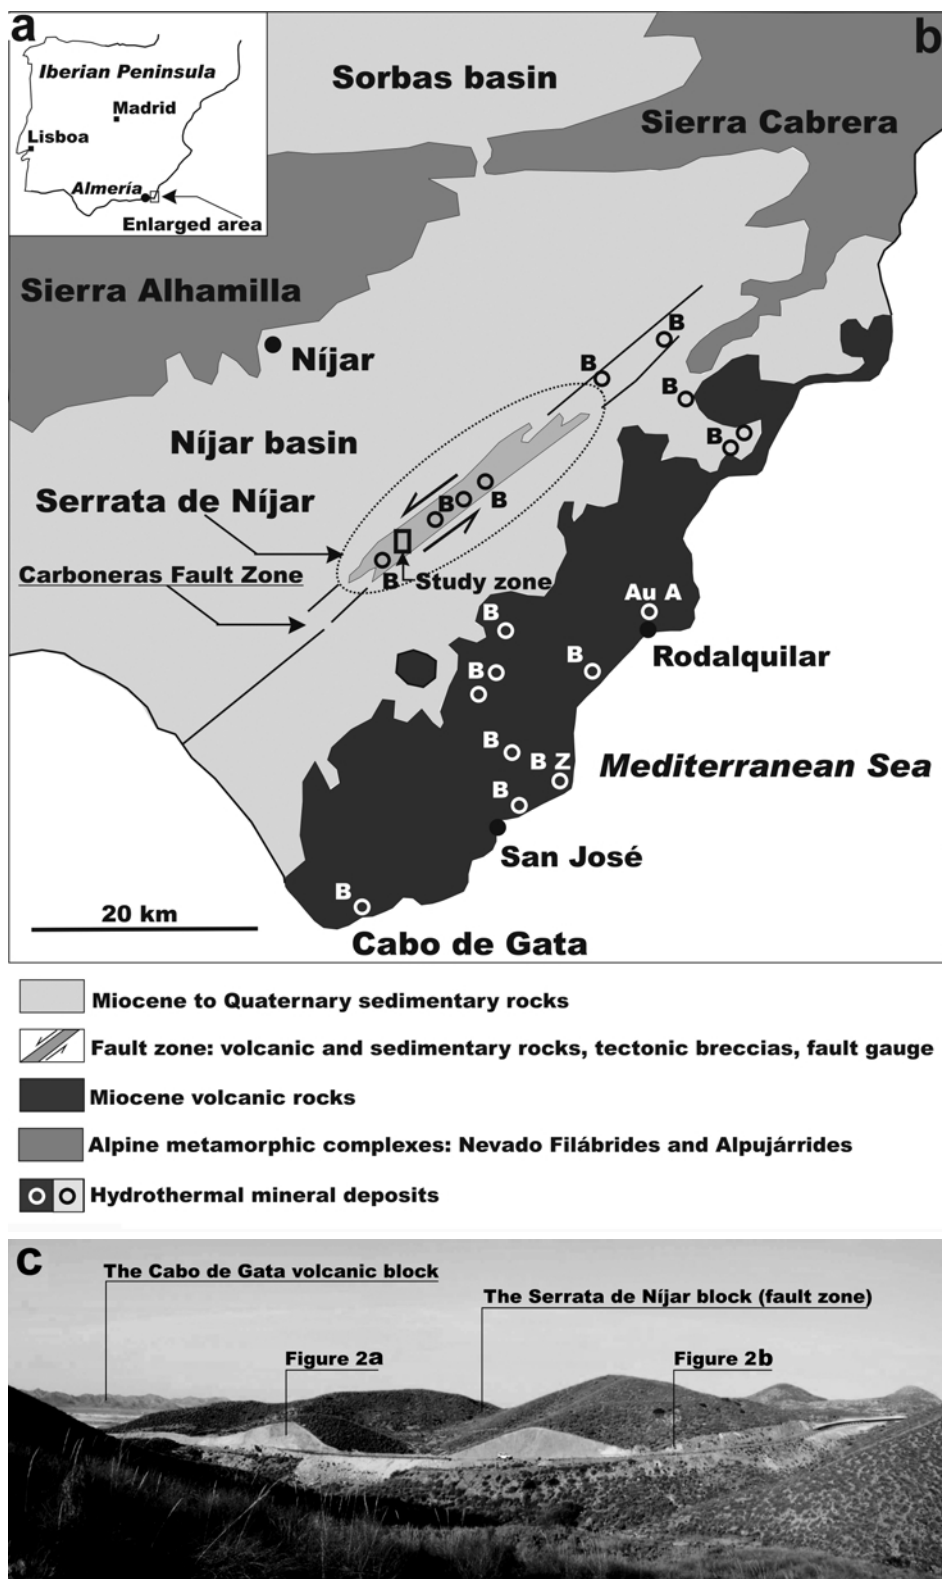 a
b
Iberian Peninsula
Madrid
Lisboa
Almería
Enlarged area
Sorbas basin
Sierra Cabrera
Sierra Alhamilla
Níjar
B
B
B
Níjar basin
B
Serrata de Níjar
B
B
Carboneras Fault Zone
B
Study zone
Au A
B
Rodalquilar
B
B
B
B Z
Mediterranean Sea
B
San José
B
20 km
Cabo de Gata
Miocene to Quaternary sedimentary rocks
Fault zone: volcanic and sedimentary rocks, tectonic breccias, fault gauge
Miocene volcanic rocks
Alpine metamorphic complexes: Nevado Filábrides and Alpujárrides
Hydrothermal mineral deposits
c
The Cabo de Gata volcanic block
The Serrata de Níjar block (fault zone)
Figure 2a
Figure 2b